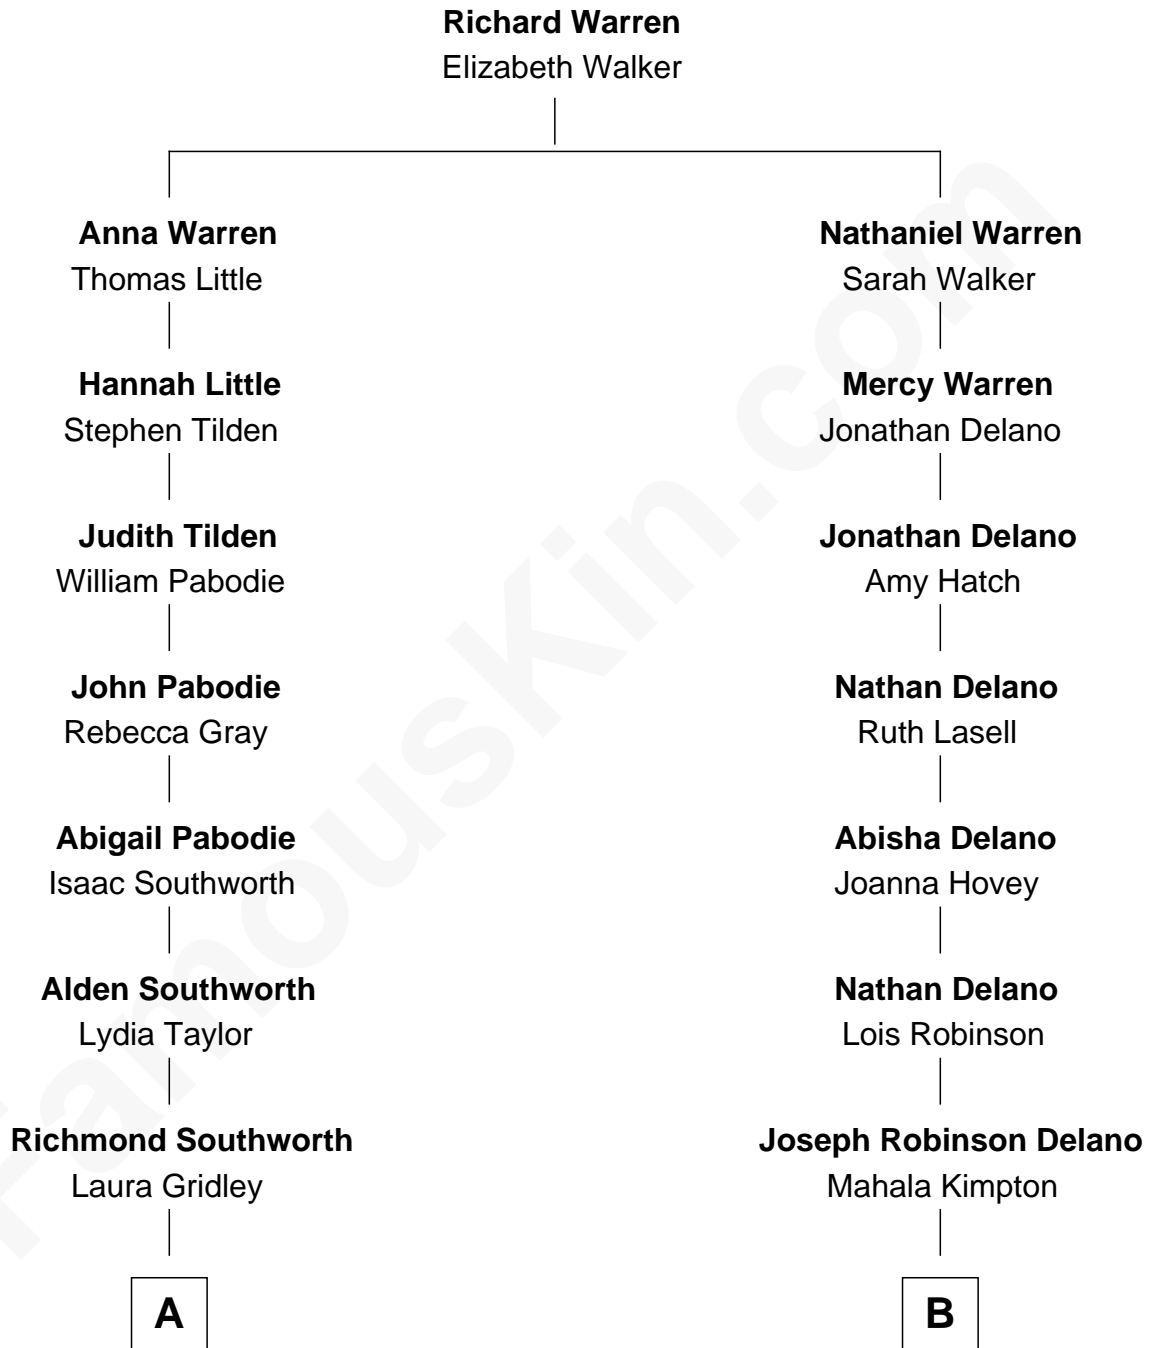 Richard Warren
Elizabeth Walker
Anna Warren
Thomas Little
Hannah Little
Stephen Tilden
Judith Tilden
William Pabodie
John Pabodie
Rebecca Gray
Abigail Pabodie
Isaac Southworth
Alden Southworth
Lydia Taylor
Richmond Southworth
Laura Gridley
A
Nathaniel Warren
Sarah Walker
Mercy Warren
Jonathan Delano
Jonathan Delano
Amy Hatch
Nathan Delano
Ruth Lasell
Abisha Delano
Joanna Hovey
Nathan Delano
Lois Robinson
Joseph Robinson Delano
Mahala Kimpton
B
FamousKin.com